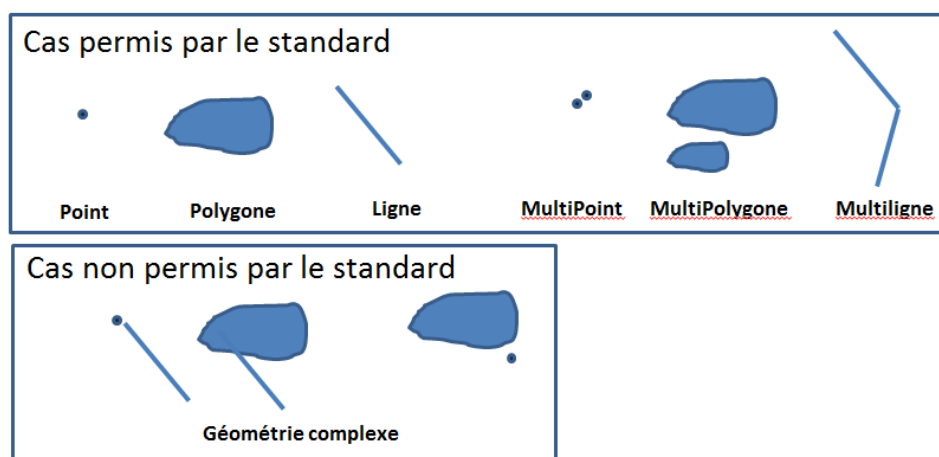 Cas permis par le standard
Point Polygone Ligne MultiPoint MultiPolygone Multiligne
Cas non permis par le standard
Géométrie complexe